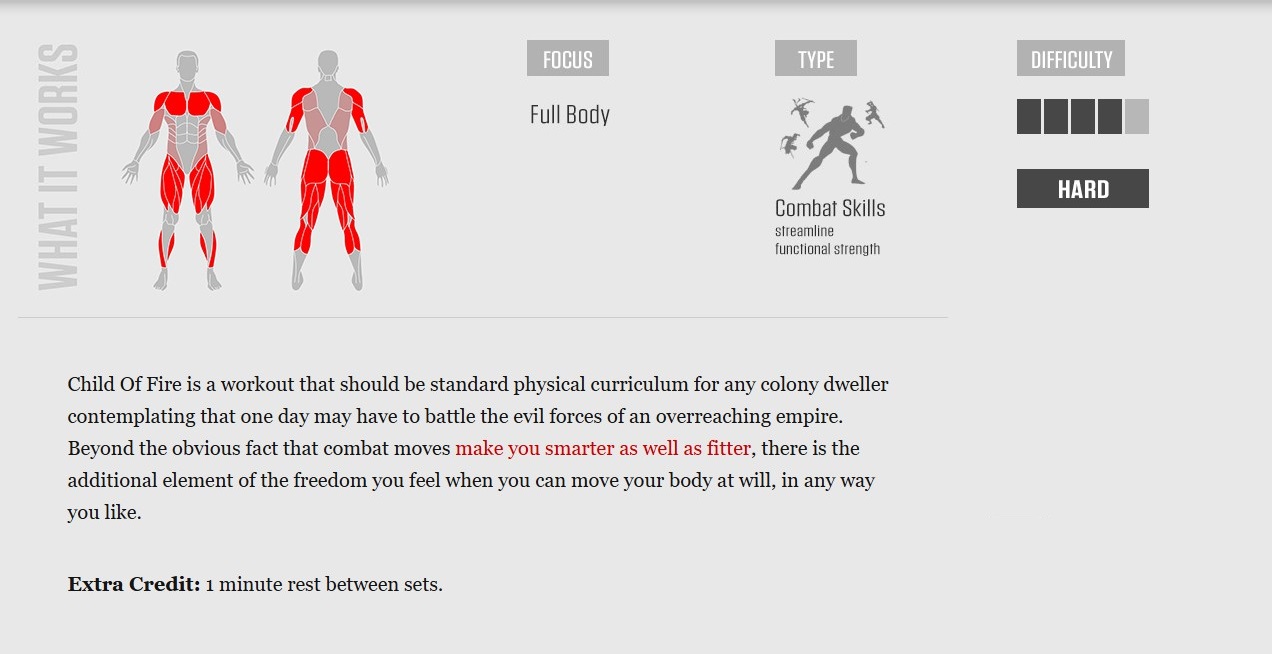 WHAT IT WORKS
FOCUS
Full Body
TYPE
Combat Skills
streamline
functional strength
DIFFICULTY
HARD
Child Of Fire is a workout that should be standard physical curriculum for any colony dweller
contemplating that one day may have to battle the evil forces of an overreaching empire.
Beyond the obvious fact that combat moves make you smarter as well as fitter, there is the
additional element of the freedom you feel when you can move your body at will, in any way
you like.
Extra Credit: 1 minute rest between sets.